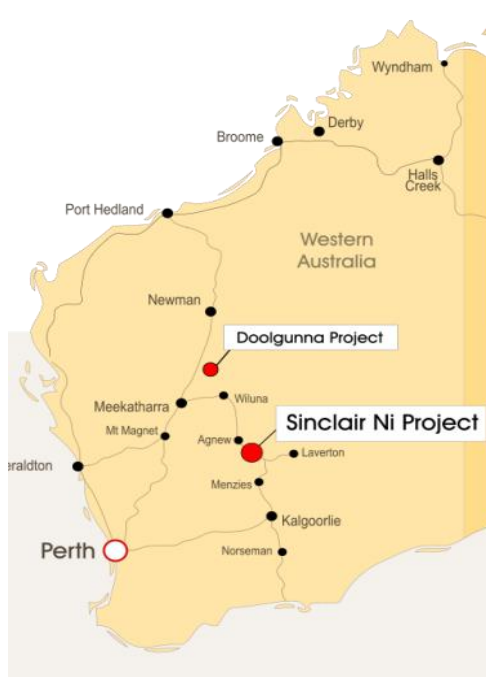 Wyndham
Derby
Broome
Halls
Creek
Port Hedland
Western
Australia
Newman
Doolgunna Project
Meekatharra
Wiluna
Mt Magnet
Agnew
Sinclair Ni Project
Laverton
eraldton
Menzies
Kalgoorlie
Perth
Norseman